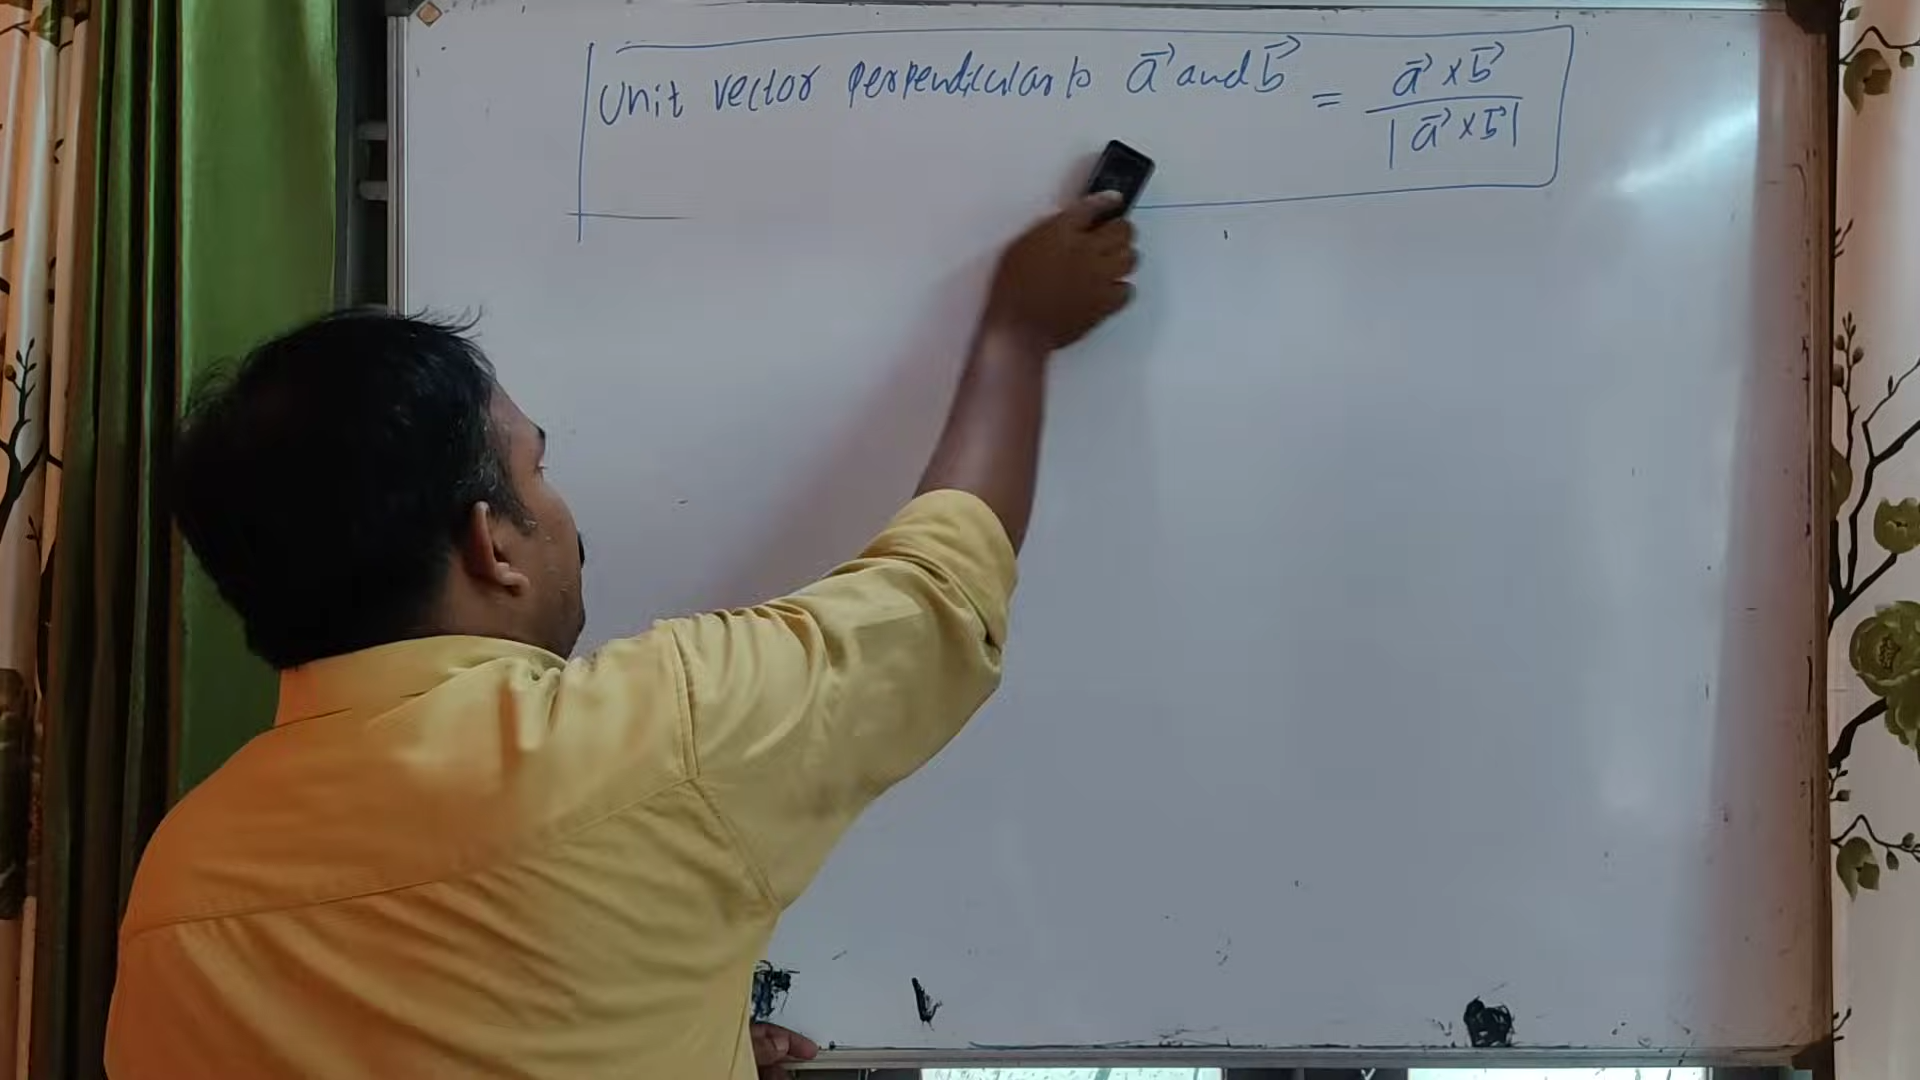 Unit vector perpendicular to a⃗ and b⃗ = a⃗ × b⃗ / |a⃗ × b⃗|